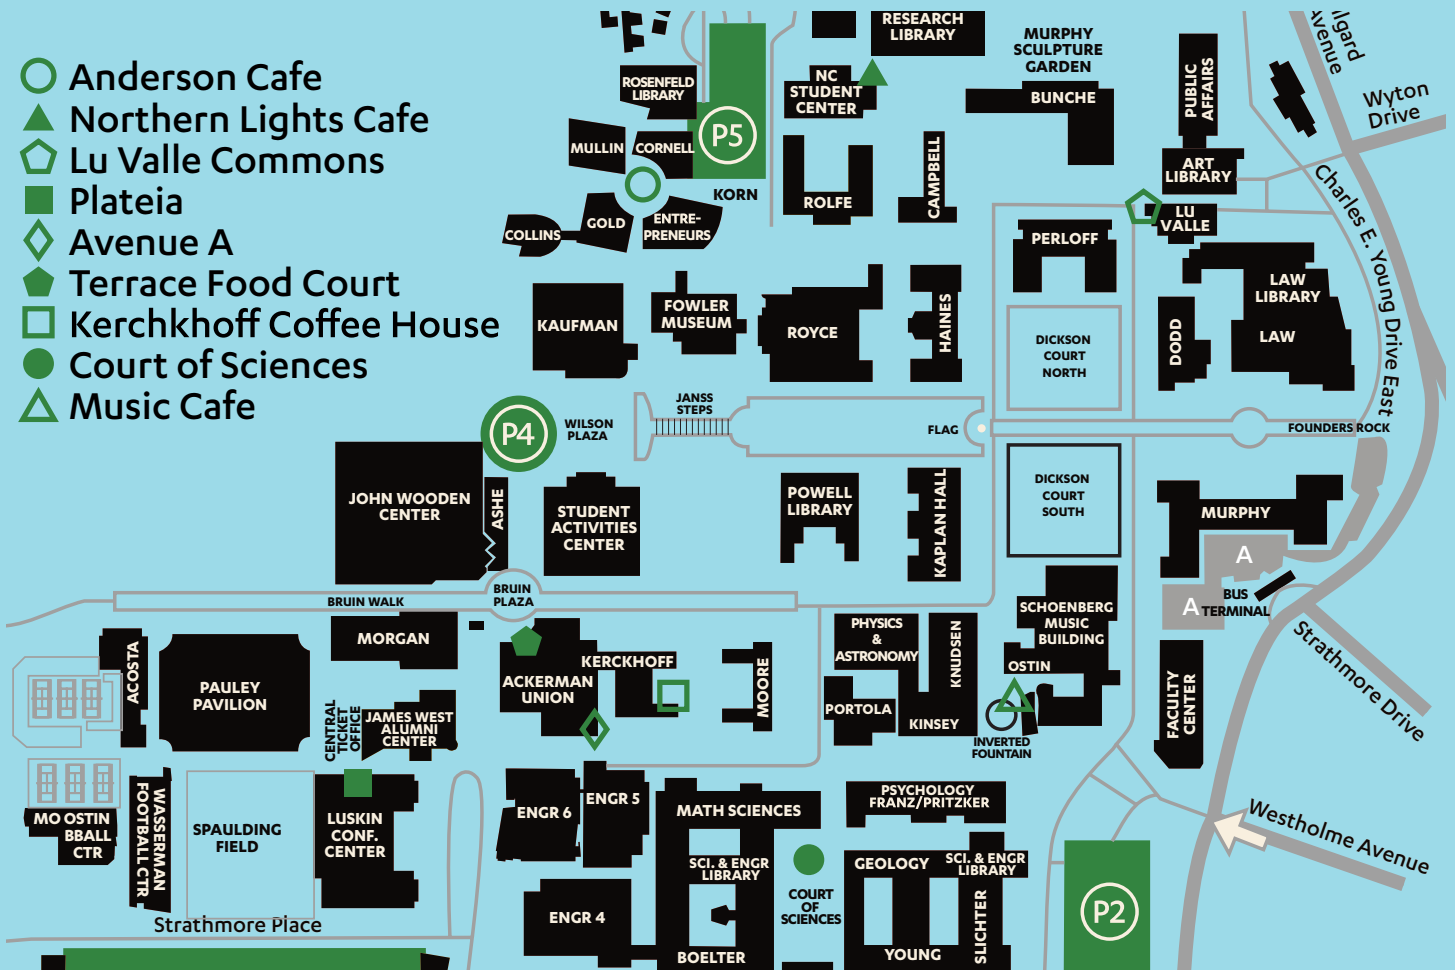 Anderson Cafe
Northern Lights Cafe
Lu Valle Commons
Plateia
Avenue A
Terrace Food Court
Kerchkhoff Coffee House
Court of Sciences
Music Cafe
RESEARCH
LIBRARY
MURPHY
SCULPTURE
GARDEN
Avenue
Wyton
Drive
ROSENFELD
LIBRARY
NC
STUDENT
CENTER
BUNCHE
PUBLIC
AFFAIRS
P5
MULLIN
CORNELL
KORN
ROLFE
CAMPBELL
ART
LIBRARY
LU
VALLE
Charles E. Young Drive East
COLLINS
GOLD
ENTRE-
PRENEURS
PERLOFF
LAW
LIBRARY
LAW
KAUFMAN
FOWLER
MUSEUM
ROYCE
HAINES
DICKSON
COURT
NORTH
DODD
P4
WILSON
PLAZA
JANSS
STEPS
FLAG
FOUNDERS ROCK
JOHN WOODEN
CENTER
ASHE
STUDENT
ACTIVITIES
CENTER
POWELL
LIBRARY
KAPLAN HALL
DICKSON
COURT
SOUTH
MURPHY
A
A
BUS
TERMINAL
BRUIN WALK
BRUIN
PLAZA
SCHOENBERG
MUSIC
BUILDING
OSTIN
Strathmore Drive
ACOSTA
PAULEY
PAVILION
MORGAN
CENTRAL
TICKET
OFFICE
JAMES WEST
ALUMNI
CENTER
KERCKHOFF
ACKERMAN
UNION
MOORE
PHYSICS
&
ASTRONOMY
KNUDSEN
PORTOLA
KINSEY
INVERTED
FOUNTAIN
FACULTY
CENTER
MO OSTIN
BBALL
CTR
WASSERMAN
FOOTBALL CTR
SPAULDING
FIELD
LUSKIN
CONF.
CENTER
ENGR 6
ENGR 5
MATH SCIENCES
PSYCHOLOGY
FRANZ/PRITZKER
SCI. & ENGR
LIBRARY
COURT
OF
SCIENCES
GEOLOGY
SCI. & ENGR
LIBRARY
Westholme Avenue
ENGR 4
BOELTER
YOUNG
SLICHTER
P2
Strathmore Place